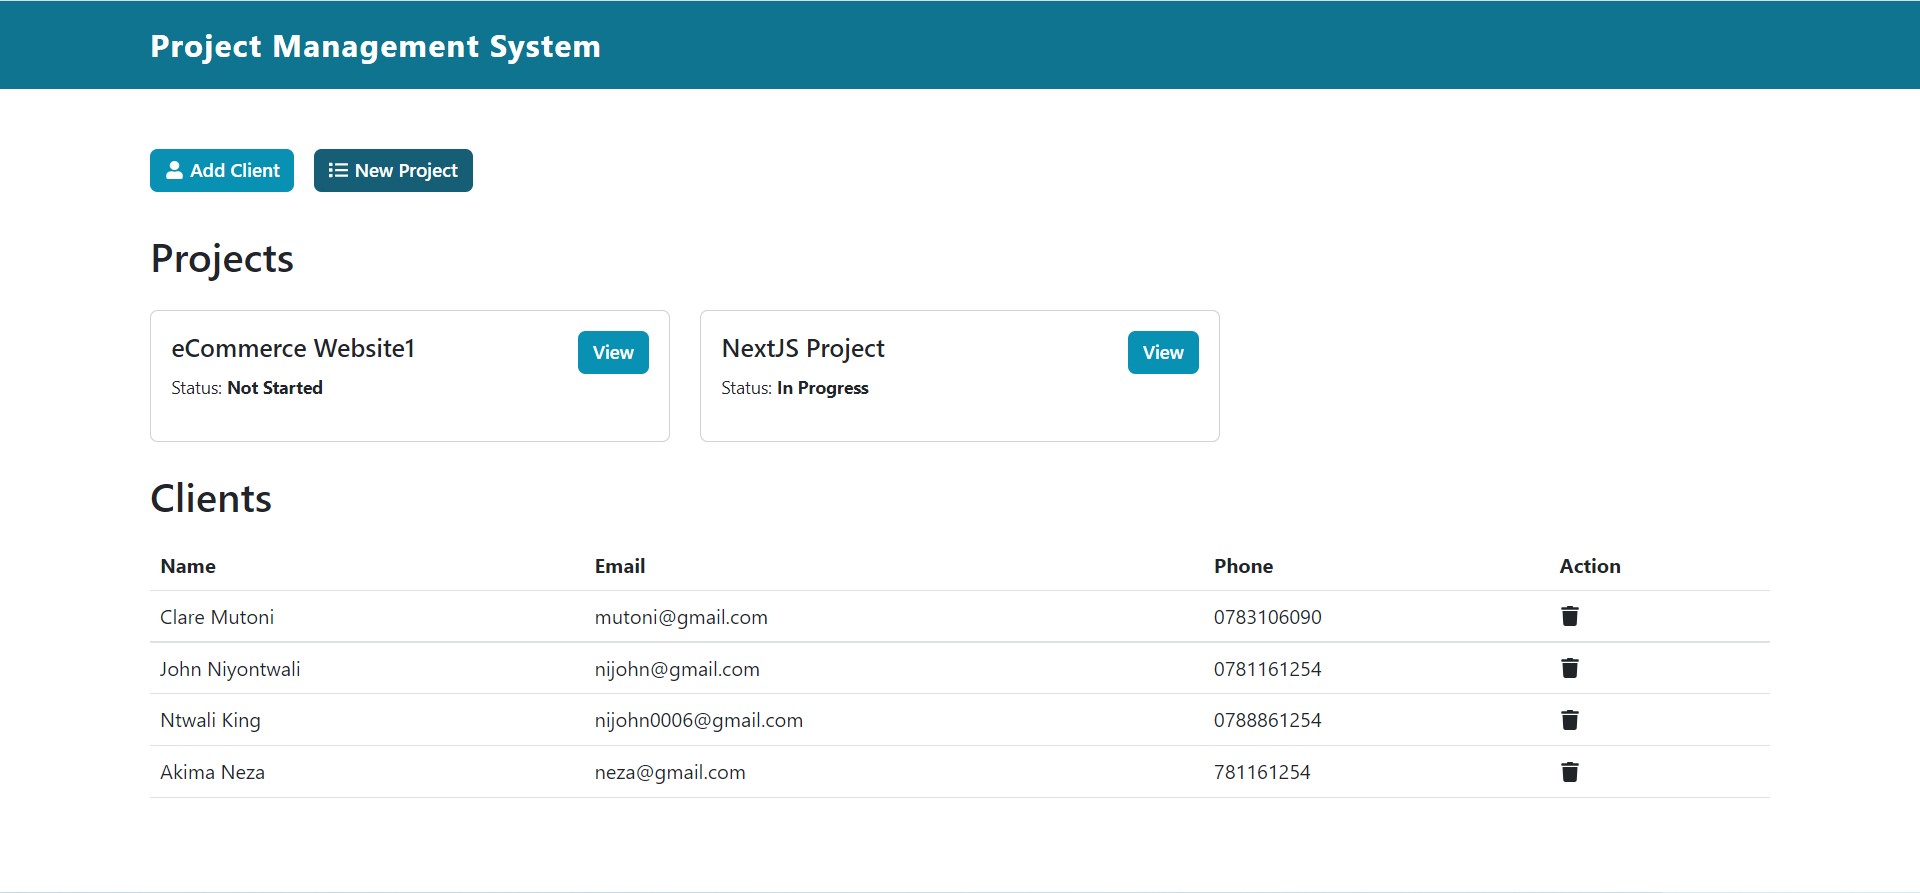 Project Management System
Add Client New Project
Projects
eCommerce Website1 View
Status: Not Started
NextJS Project View
Status: In Progress
Clients
Name Email Phone Action
Clare Mutoni mutoni@gmail.com 0783106090
John Niyontwali nijohn@gmail.com 0781161254
Ntwali King nijohn0006@gmail.com 0788861254
Akima Neza neza@gmail.com 781161254